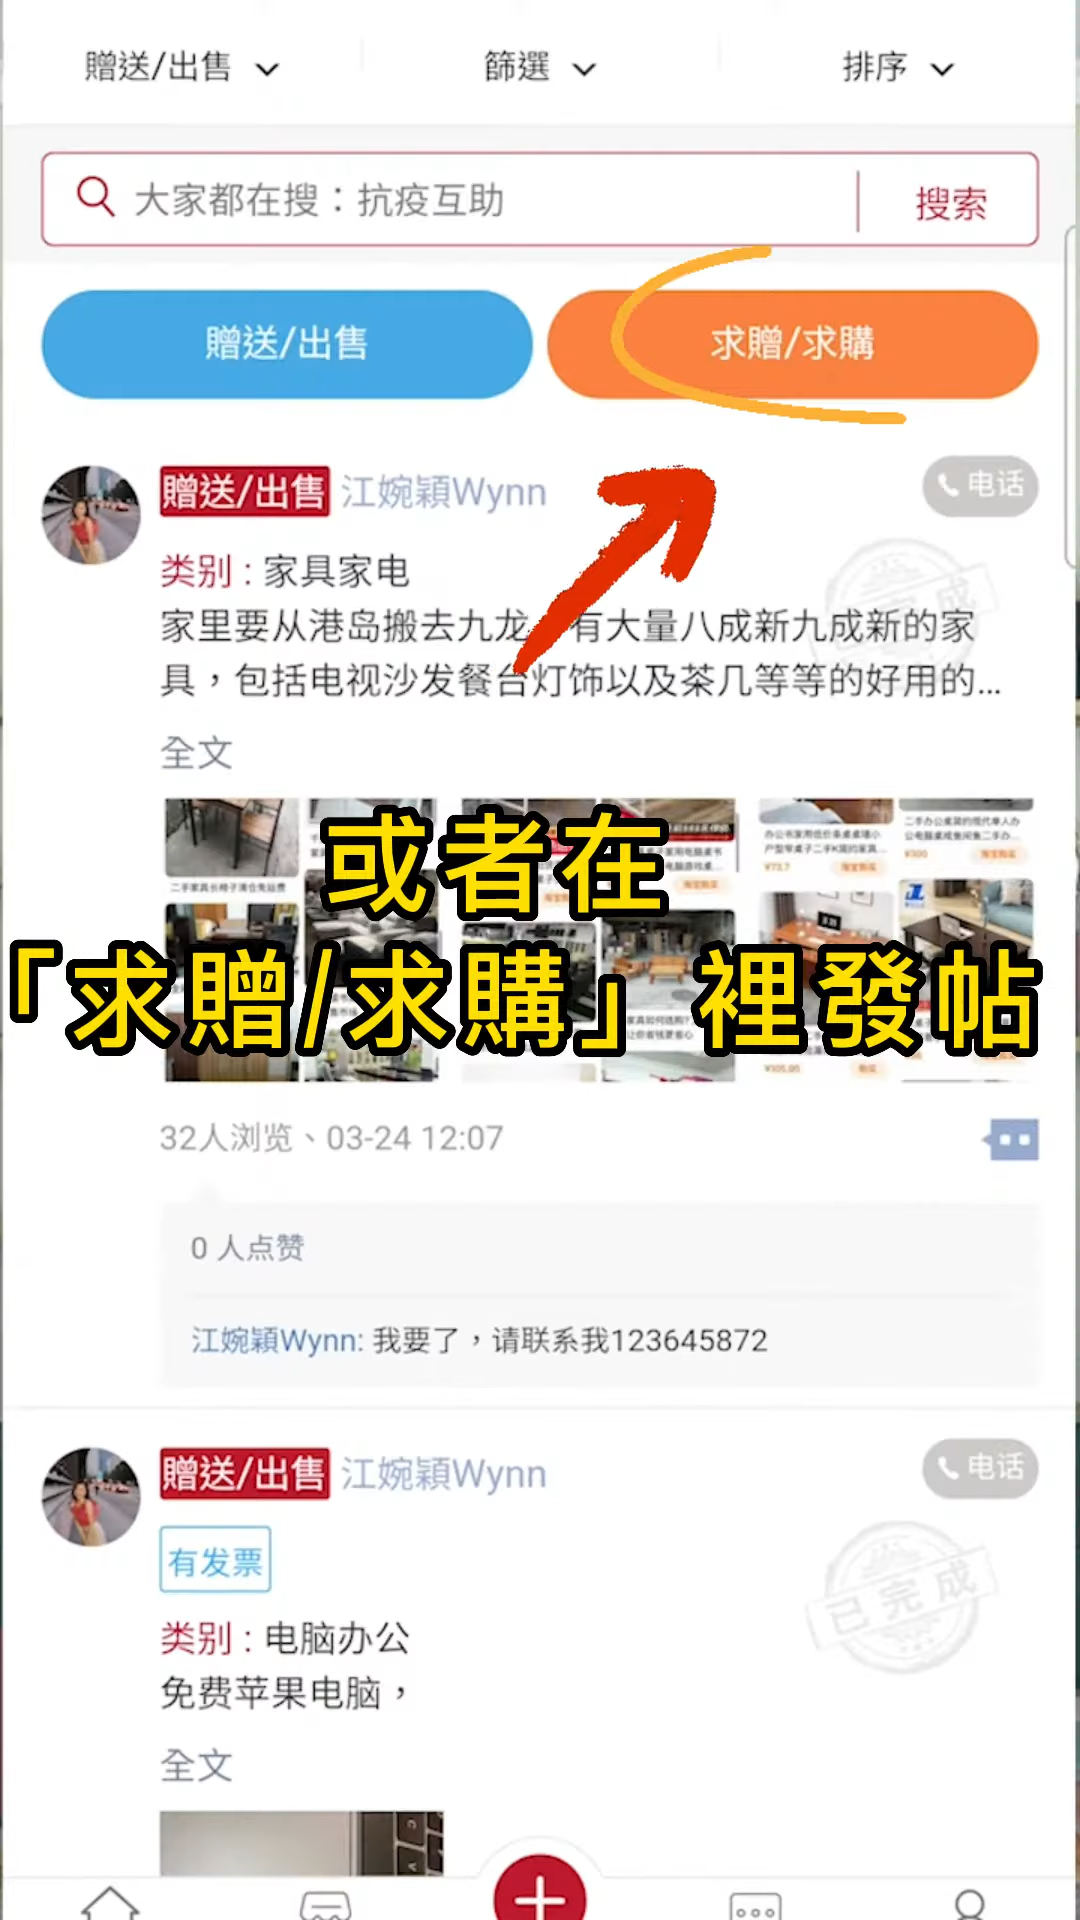 贈送/出售
篩選
排序
大家都在搜：抗疫互助
搜索
贈送/出售
求贈/求購
贈送/出售 江婉穎Wynn
电话
类别：家具家电
家里要从港岛搬去九龙 有大量八成新九成新的家
具，包括电视沙发餐台灯饰以及茶几等等的好用的...
全文
或者在
「求贈/求購」裡發帖
32人浏览、03-24 12:07
0 人点赞
江婉穎Wynn: 我要了，请联系我123645872
贈送/出售 江婉穎Wynn
电话
有发票
已完成
类别：电脑办公
免费苹果电脑，
全文